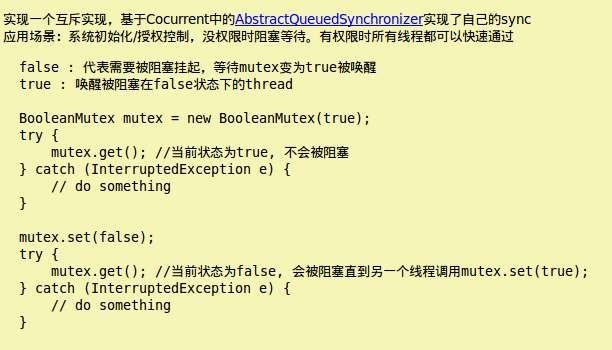 实现一个互斥实现，基于Cocurrent中的AbstractQueuedSynchronizer实现了自己的sync
应用场景：系统初始化/授权控制，没权限时阻塞等待。有权限时所有线程都可以快速通过
false : 代表需要被阻塞挂起，等待mutex变为true被唤醒
true : 唤醒被阻塞在false状态下的thread
BooleanMutex mutex = new BooleanMutex(true);
try {
mutex.get(); //当前状态为true, 不会被阻塞
} catch (InterruptedException e) {
// do something
}
mutex.set(false);
try {
mutex.get(); //当前状态为false, 会被阻塞直到另一个线程调用mutex.set(true);
} catch (InterruptedException e) {
// do something
}